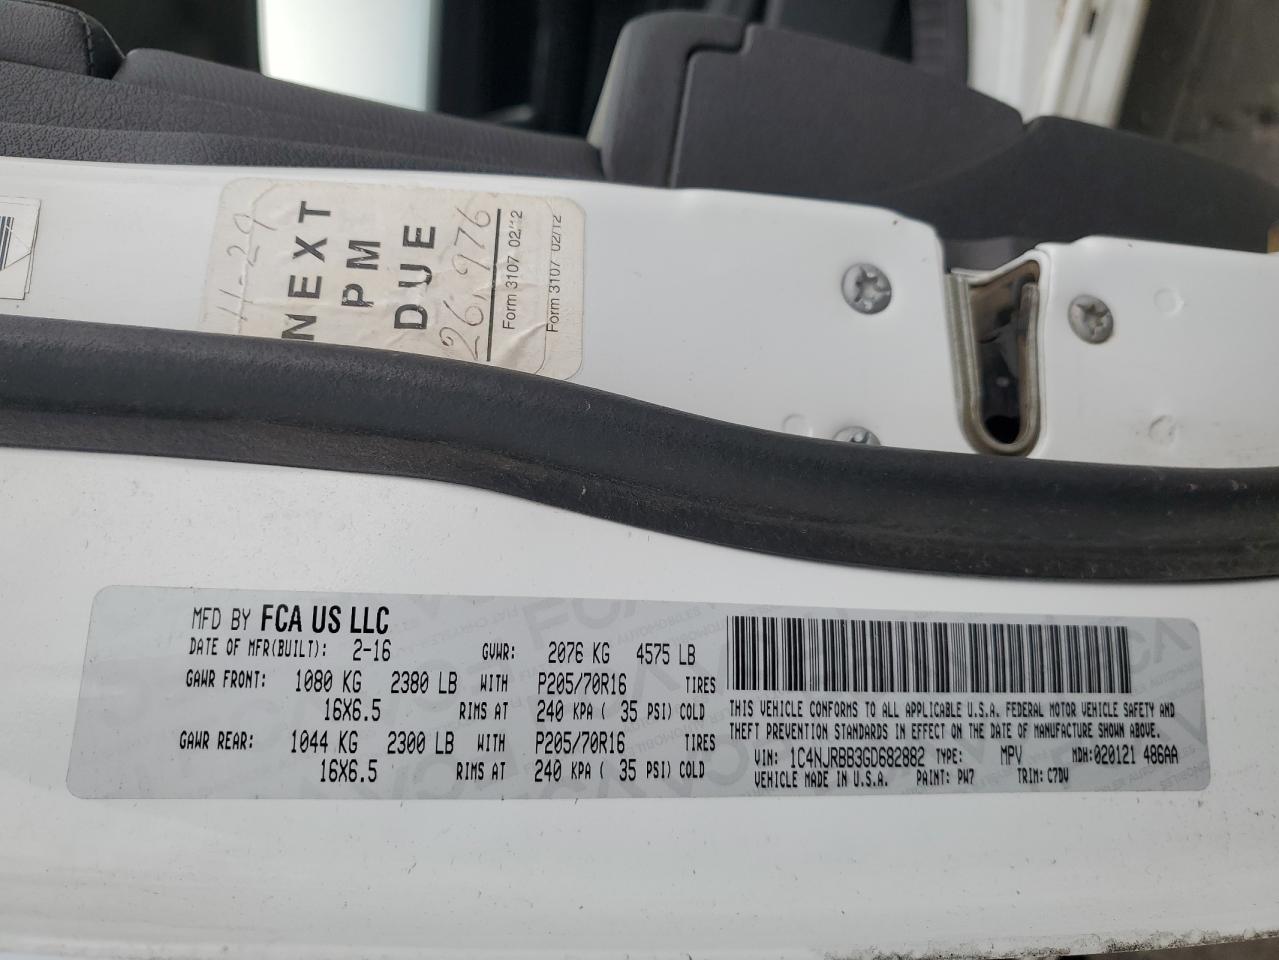 11-29
NEXT
PM
DUE
26,976
Form 3107 02/12
Form 3107 02/12
MFD BY FCA US LLC
DATE OF MFR(BUILT): 2-16 GVWR: 2076 KG 4575 LB
GAWR FRONT: 1080 KG 2380 LB WITH P205/70R16 TIRES
16X6.5 RIMS AT 240 KPA ( 35 PSI) COLD
GAWR REAR: 1044 KG 2300 LB WITH P205/70R16 TIRES
16X6.5 RIMS AT 240 KPA ( 35 PSI) COLD
THIS VEHICLE CONFORMS TO ALL APPLICABLE U.S.A. FEDERAL MOTOR VEHICLE SAFETY AND
THEFT PREVENTION STANDARDS IN EFFECT ON THE DATE OF MANUFACTURE SHOWN ABOVE.
VIN: 1C4NJRBB3GD682882 TYPE: MPV MDH:020121 486AA
VEHICLE MADE IN U.S.A. PAINT: PW7 TRIM: C7DV